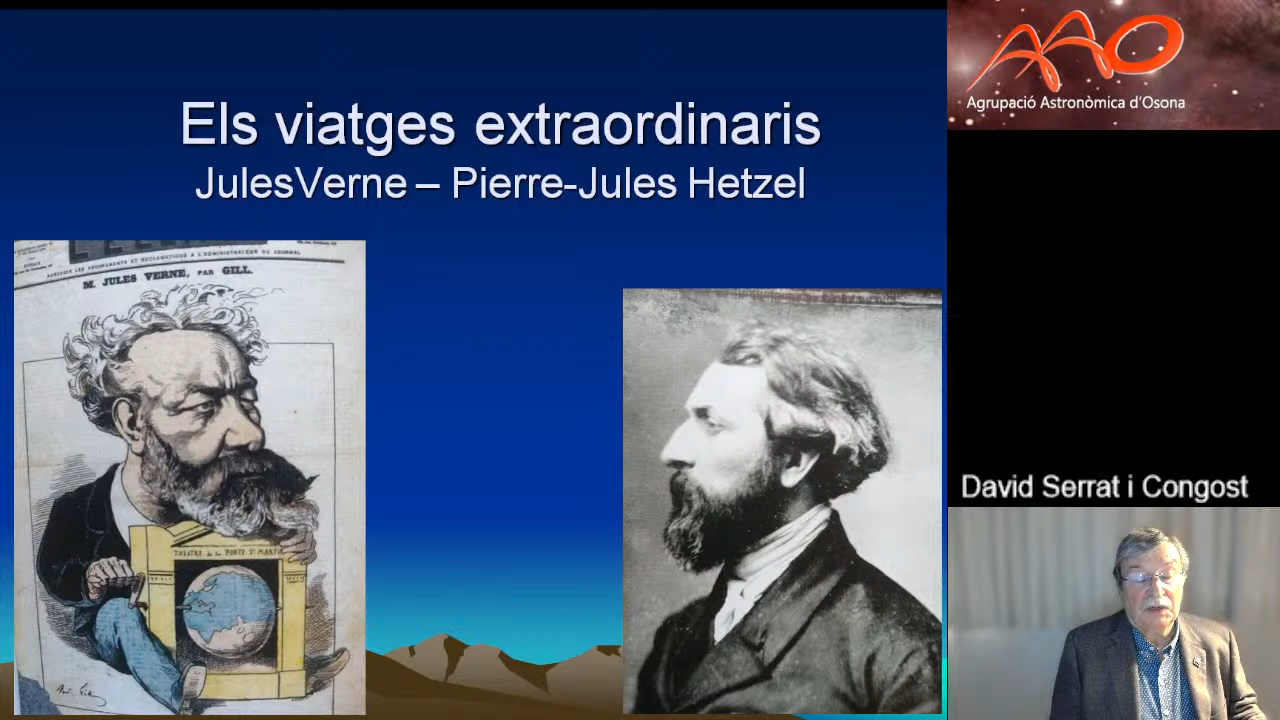 Els viatges extraordinaris
JulesVerne – Pierre-Jules Hetzel
M. JULES VERNE, PAR GILL.
THÉATRE de la PORTE ST MARTIN
AAO
Agrupació Astronòmica d'Osona
David Serrat i Congost